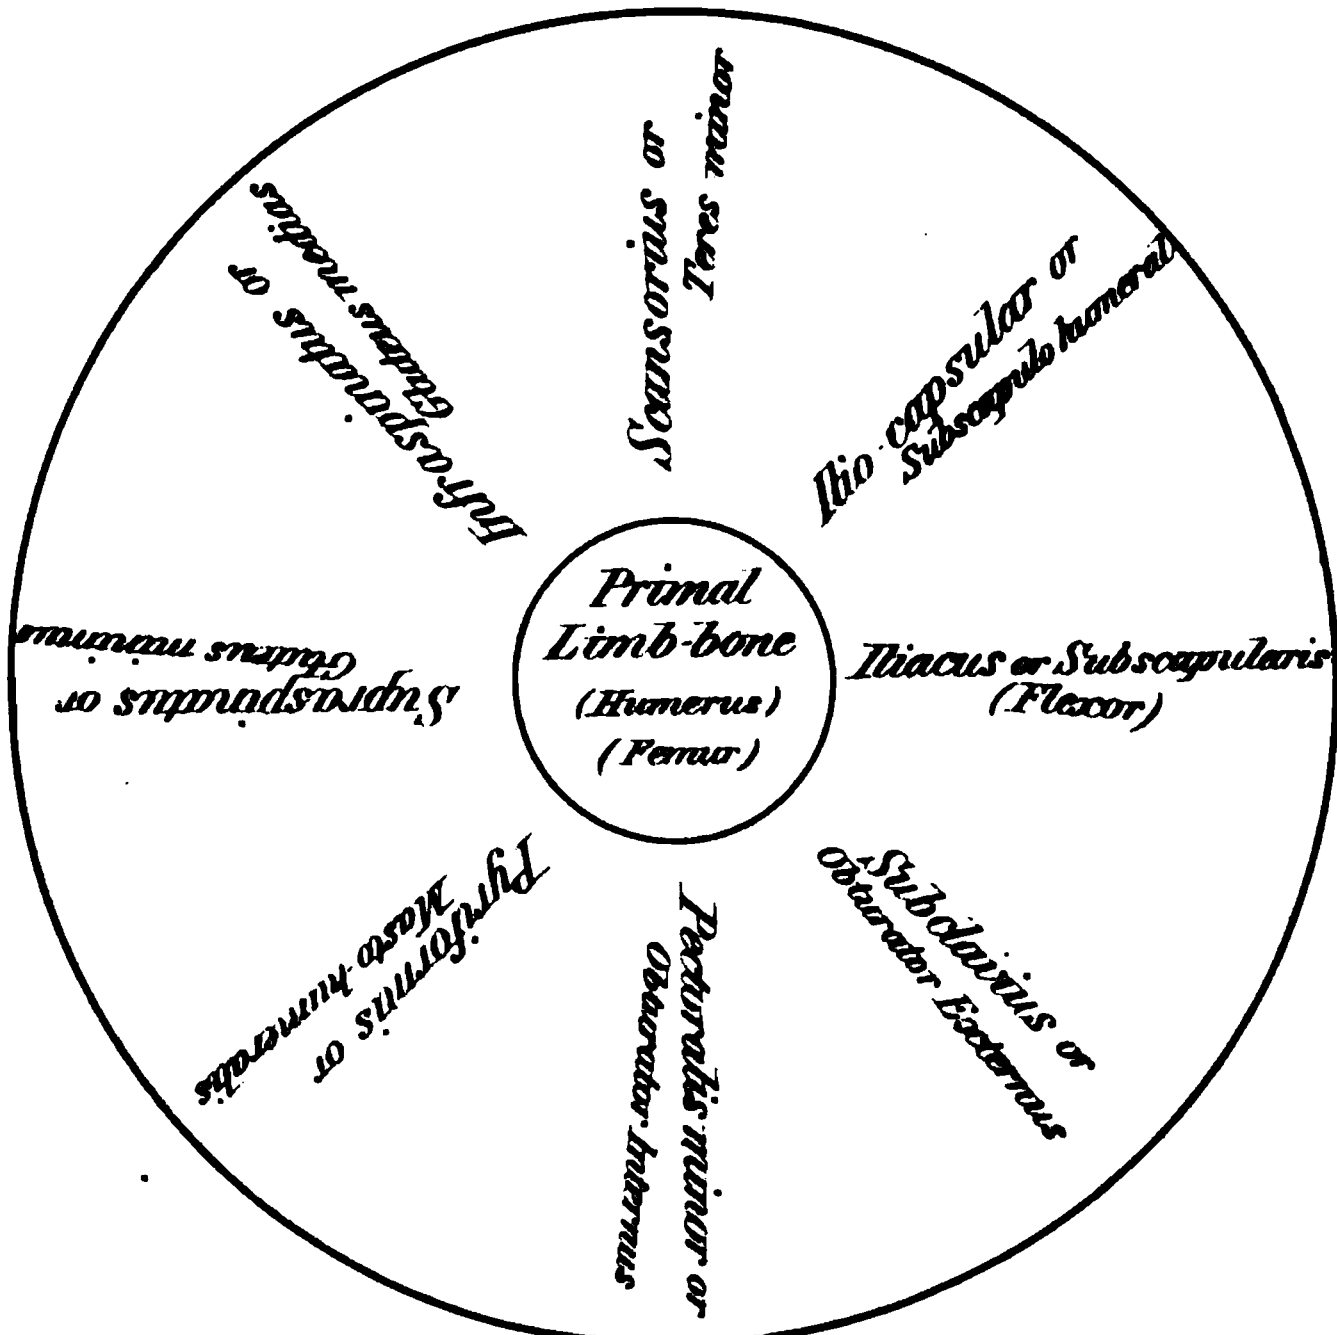 Primal
Limb-bone
(Humerus)
(Femur)
Sartorius or
Teres minor
Ilio-capsular or
Subscapulo humeral
Iliacus or Subscapularis
(Flexor)
Subclavius or
Obturator Externus
Pectoralis minor or
Obturator Internus
Pyriformis or
Masto humeralis
Supraspinatus or
Gluteus minimus
Infraspinatus or
Gluteus medius